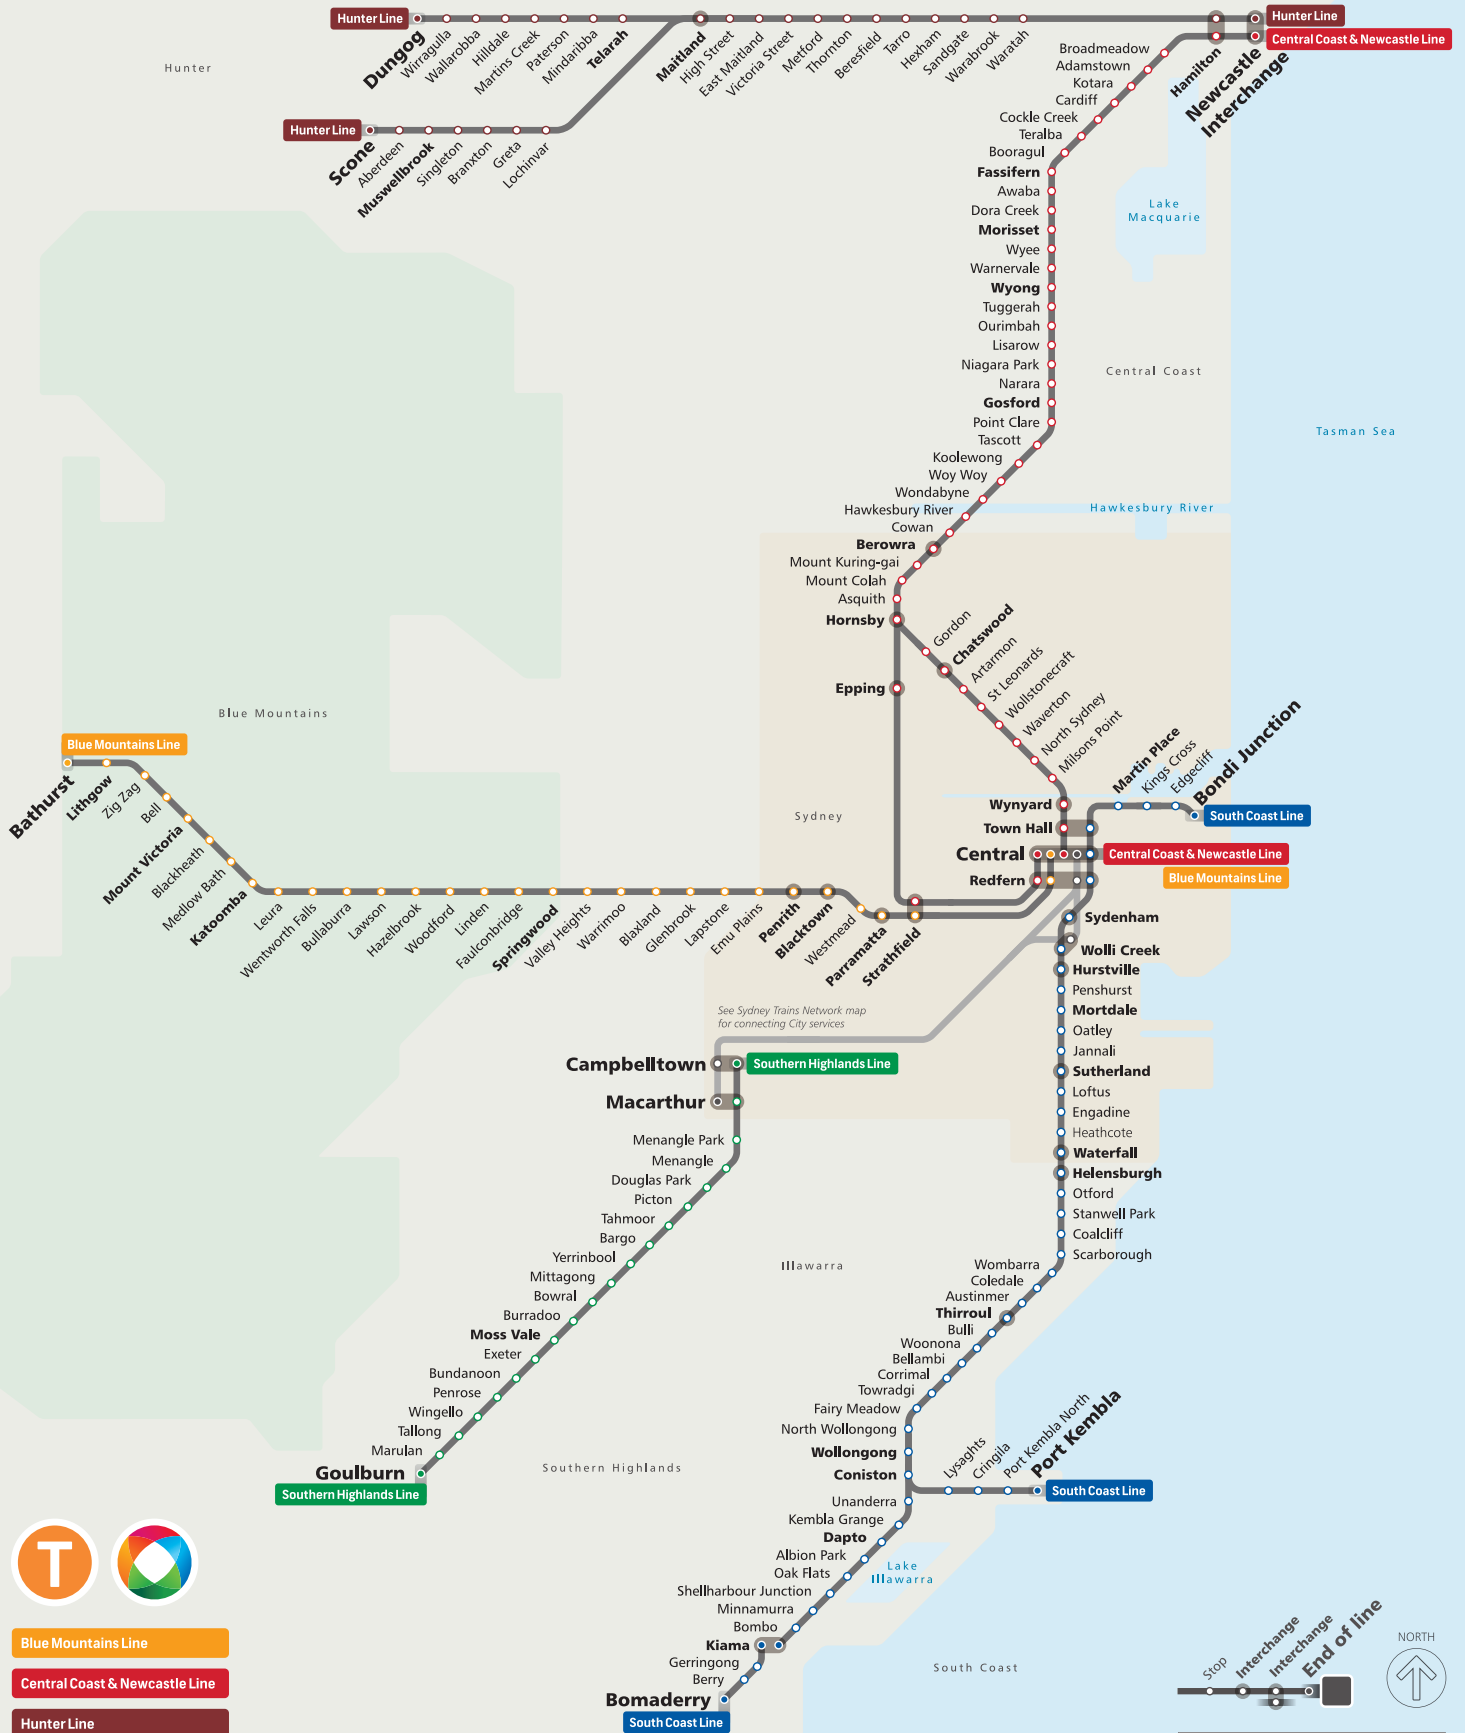 Hunter Line
Dungog
Wirragulla
Wallarobba
Hilldale
Martins Creek
Paterson
Mindaribba
Telarah
Maitland
High Street
East Maitland
Victoria Street
Metford
Thornton
Beresfield
Tarro
Hexham
Sandgate
Warabrook
Waratah
Hamilton
Newcastle
Interchange
Hunter Line
Central Coast & Newcastle Line
Hunter
Hunter Line
Scone
Aberdeen
Muswellbrook
Singleton
Branxton
Greta
Lochinvar
Broadmeadow
Adamstown
Kotara
Cardiff
Cockle Creek
Teralba
Booragul
Fassifern
Awaba
Dora Creek
Morisset
Wyee
Warnervale
Wyong
Tuggerah
Ourimbah
Lisarow
Niagara Park
Narara
Gosford
Point Clare
Tascott
Koolewong
Woy Woy
Wondabyne
Hawkesbury River
Cowan
Berowra
Mount Kuring-gai
Mount Colah
Asquith
Hornsby
Epping
Lake
Macquarie
Central Coast
Tasman Sea
Hawkesbury River
Gordon
Chatswood
Artarmon
St Leonards
Wollstonecraft
Waverton
North Sydney
Milsons Point
Wynyard
Town Hall
Central
Redfern
Martin Place
Kings Cross
Edgecliff
Bondi Junction
South Coast Line
Central Coast & Newcastle Line
Blue Mountains Line
Blue Mountains
Sydney
Blue Mountains Line
Bathurst
Lithgow
Zig Zag
Bell
Mount Victoria
Blackheath
Medlow Bath
Katoomba
Leura
Wentworth Falls
Bullaburra
Lawson
Hazelbrook
Woodford
Linden
Faulconbridge
Springwood
Valley Heights
Warrimoo
Blaxland
Glenbrook
Lapstone
Emu Plains
Penrith
Blacktown
Westmead
Parramatta
Strathfield
Sydenham
Wolli Creek
Hurstville
Penshurst
Mortdale
Oatley
Jannali
Sutherland
Loftus
Engadine
Heathcote
Waterfall
Helensburgh
Otford
Stanwell Park
Coalcliff
Scarborough
Wombarra
Coledale
Austinmer
Thirroul
Bulli
Woonona
Bellambi
Corrimal
Towradgi
Fairy Meadow
North Wollongong
Wollongong
Coniston
Lysaghts
Cringila
Port Kembla North
Port Kembla
South Coast Line
Unanderra
Kembla Grange
Dapto
Albion Park
Oak Flats
Shellharbour Junction
Minnamurra
Bombo
Kiama
Gerringong
Berry
Bomaderry
South Coast Line
Lake
Illawarra
South Coast
See Sydney Trains Network map
for connecting City services
Campbelltown
Southern Highlands Line
Macarthur
Menangle Park
Menangle
Douglas Park
Picton
Tahmoor
Bargo
Yerrinbool
Mittagong
Bowral
Burradoo
Moss Vale
Exeter
Bundanoon
Penrose
Wingello
Tallong
Marulan
Goulburn
Southern Highlands Line
Illawarra
Southern Highlands
T
Blue Mountains Line
Central Coast & Newcastle Line
Hunter Line
Stop
Interchange
Interchange
End of line
NORTH